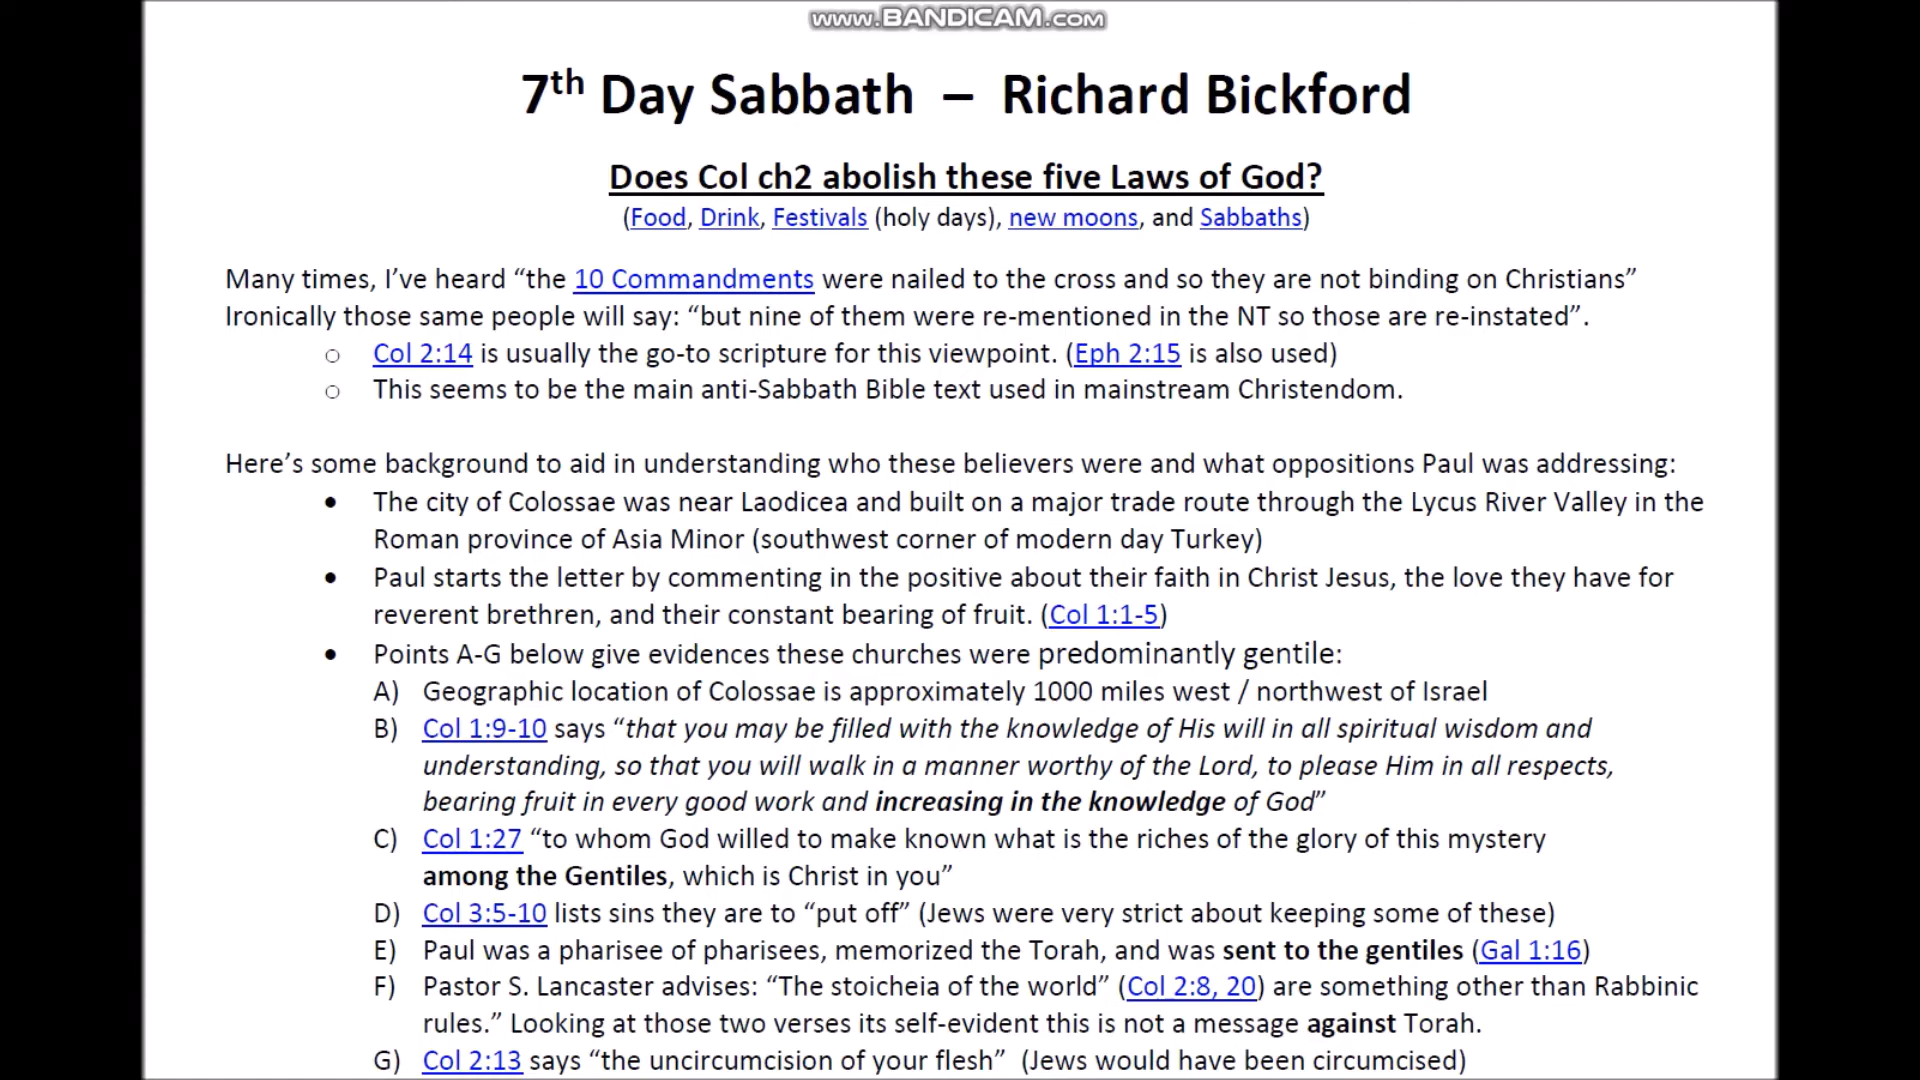 www.BANDICAM.com
7th Day Sabbath – Richard Bickford
Does Col ch2 abolish these five Laws of God?
(Food, Drink, Festivals (holy days), new moons, and Sabbaths)
Many times, I’ve heard “the 10 Commandments were nailed to the cross and so they are not binding on Christians”
Ironically those same people will say: “but nine of them were re-mentioned in the NT so those are re-instated”.
○ Col 2:14 is usually the go-to scripture for this viewpoint. (Eph 2:15 is also used)
○ This seems to be the main anti-Sabbath Bible text used in mainstream Christendom.
Here’s some background to aid in understanding who these believers were and what oppositions Paul was addressing:
• The city of Colossae was near Laodicea and built on a major trade route through the Lycus River Valley in the
Roman province of Asia Minor (southwest corner of modern day Turkey)
• Paul starts the letter by commenting in the positive about their faith in Christ Jesus, the love they have for
reverent brethren, and their constant bearing of fruit. (Col 1:1-5)
• Points A-G below give evidences these churches were predominantly gentile:
A) Geographic location of Colossae is approximately 1000 miles west / northwest of Israel
B) Col 1:9-10 says “that you may be filled with the knowledge of His will in all spiritual wisdom and
understanding, so that you will walk in a manner worthy of the Lord, to please Him in all respects,
bearing fruit in every good work and increasing in the knowledge of God”
C) Col 1:27 “to whom God willed to make known what is the riches of the glory of this mystery
among the Gentiles, which is Christ in you”
D) Col 3:5-10 lists sins they are to “put off” (Jews were very strict about keeping some of these)
E) Paul was a pharisee of pharisees, memorized the Torah, and was sent to the gentiles (Gal 1:16)
F) Pastor S. Lancaster advises: “The stoicheia of the world” (Col 2:8, 20) are something other than Rabbinic
rules.” Looking at those two verses its self-evident this is not a message against Torah.
G) Col 2:13 says “the uncircumcision of your flesh” (Jews would have been circumcised)